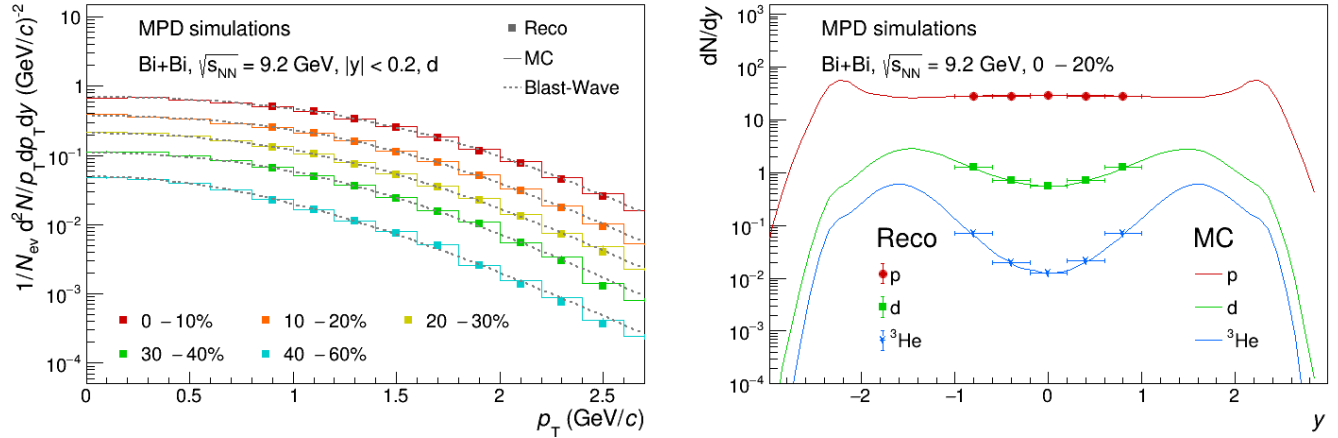 1/N_ev d²N/p_T dp_T dy (GeV/c)⁻²
10
1
10⁻¹
10⁻²
10⁻³
10⁻⁴
MPD simulations
Bi+Bi, √s_NN = 9.2 GeV, |y| < 0.2, d
Reco
MC
Blast-Wave
0 −10%
10 −20%
20 −30%
30 −40%
40 −60%
0 0.5 1 1.5 2 2.5
p_T (GeV/c)
dN/dy
10³
10²
10
1
10⁻¹
10⁻²
10⁻³
10⁻⁴
MPD simulations
Bi+Bi, √s_NN = 9.2 GeV, 0 −20%
Reco
p
d
³He
MC
p
d
³He
−2 −1 0 1 2
y